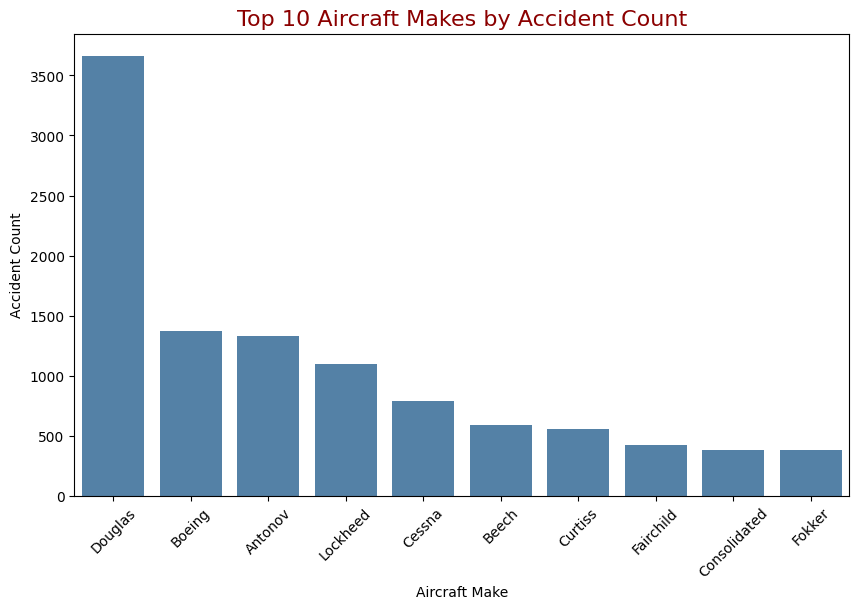 Top 10 Aircraft Makes by Accident Count
Accident Count
3500
3000
2500
2000
1500
1000
500
0
Douglas
Boeing
Antonov
Lockheed
Cessna
Beech
Curtiss
Fairchild
Consolidated
Fokker
Aircraft Make